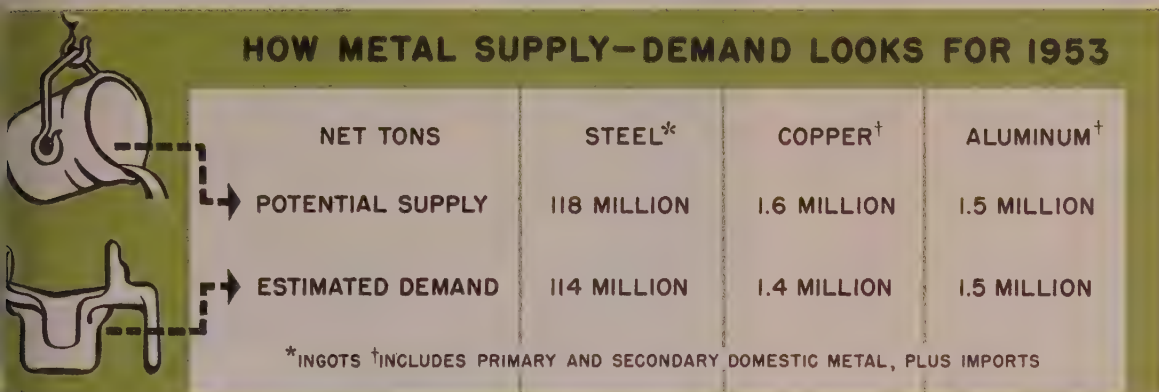 HOW METAL SUPPLY–DEMAND LOOKS FOR 1953
NET TONS STEEL* COPPER† ALUMINUM†
POTENTIAL SUPPLY 118 MILLION 1.6 MILLION 1.5 MILLION
ESTIMATED DEMAND 114 MILLION 1.4 MILLION 1.5 MILLION
*INGOTS †INCLUDES PRIMARY AND SECONDARY DOMESTIC METAL, PLUS IMPORTS